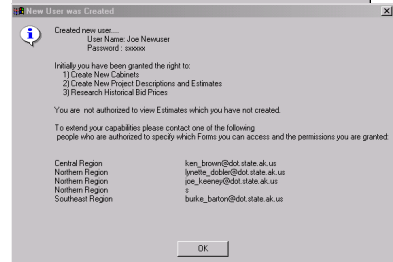 New User was Created
Created new user....
User Name: Joe Newuser
Password : sxxxxx
Initially you have been granted the right to:
1) Create New Cabinets
2) Create New Project Descriptions and Estimates
3) Research Historical Bid Prices
You are  not authorized to view Estimates which you have not created.
To extend your capabilities please contact one of the following
people who are authorized to specify which Forms you can access and the permissions you are granted:
Central Region ken_brown@dot.state.ak.us
Northern Region lynette_dobler@dot.state.ak.us
Northern Region joe_keeney@dot.state.ak.us
Northern Region s
Southeast Region burke_barton@dot.state.ak.us
OK